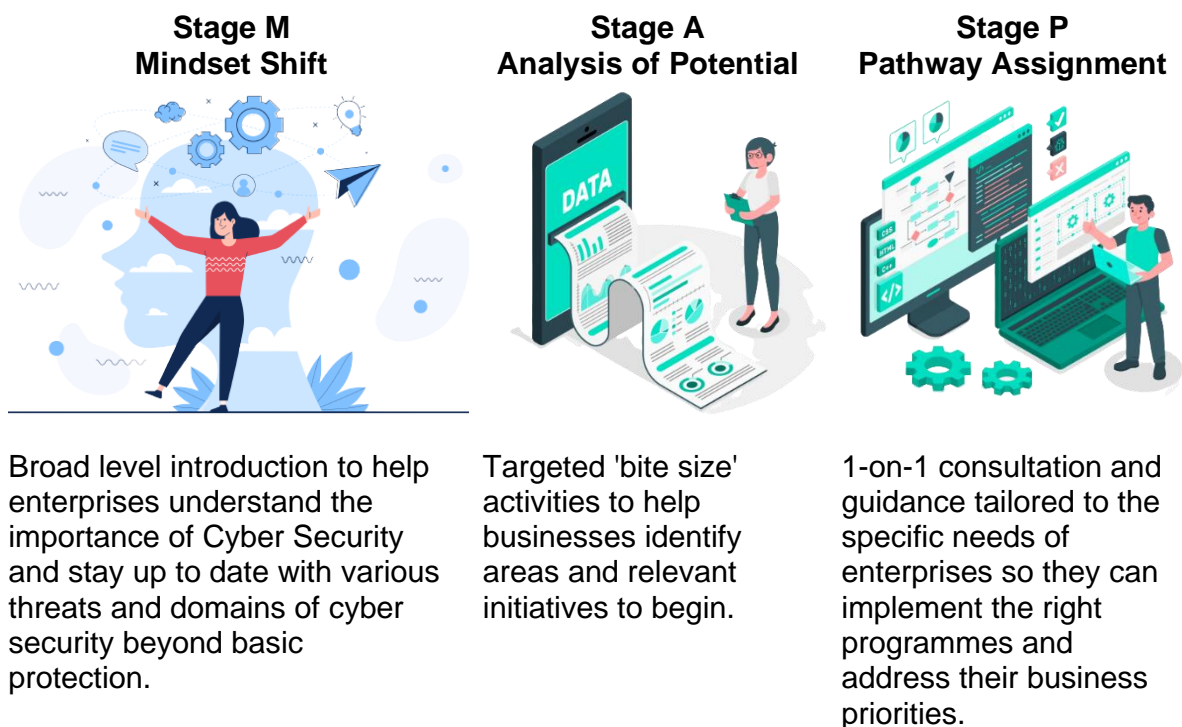 Stage M
Mindset Shift
Stage A
Analysis of Potential
Stage P
Pathway Assignment
DATA
CSS
HTML
C++
</>
Broad level introduction to help
enterprises understand the
importance of Cyber Security
and stay up to date with various
threats and domains of cyber
security beyond basic
protection.
Targeted 'bite size'
activities to help
businesses identify
areas and relevant
initiatives to begin.
1-on-1 consultation and
guidance tailored to the
specific needs of
enterprises so they can
implement the right
programmes and
address their business
priorities.